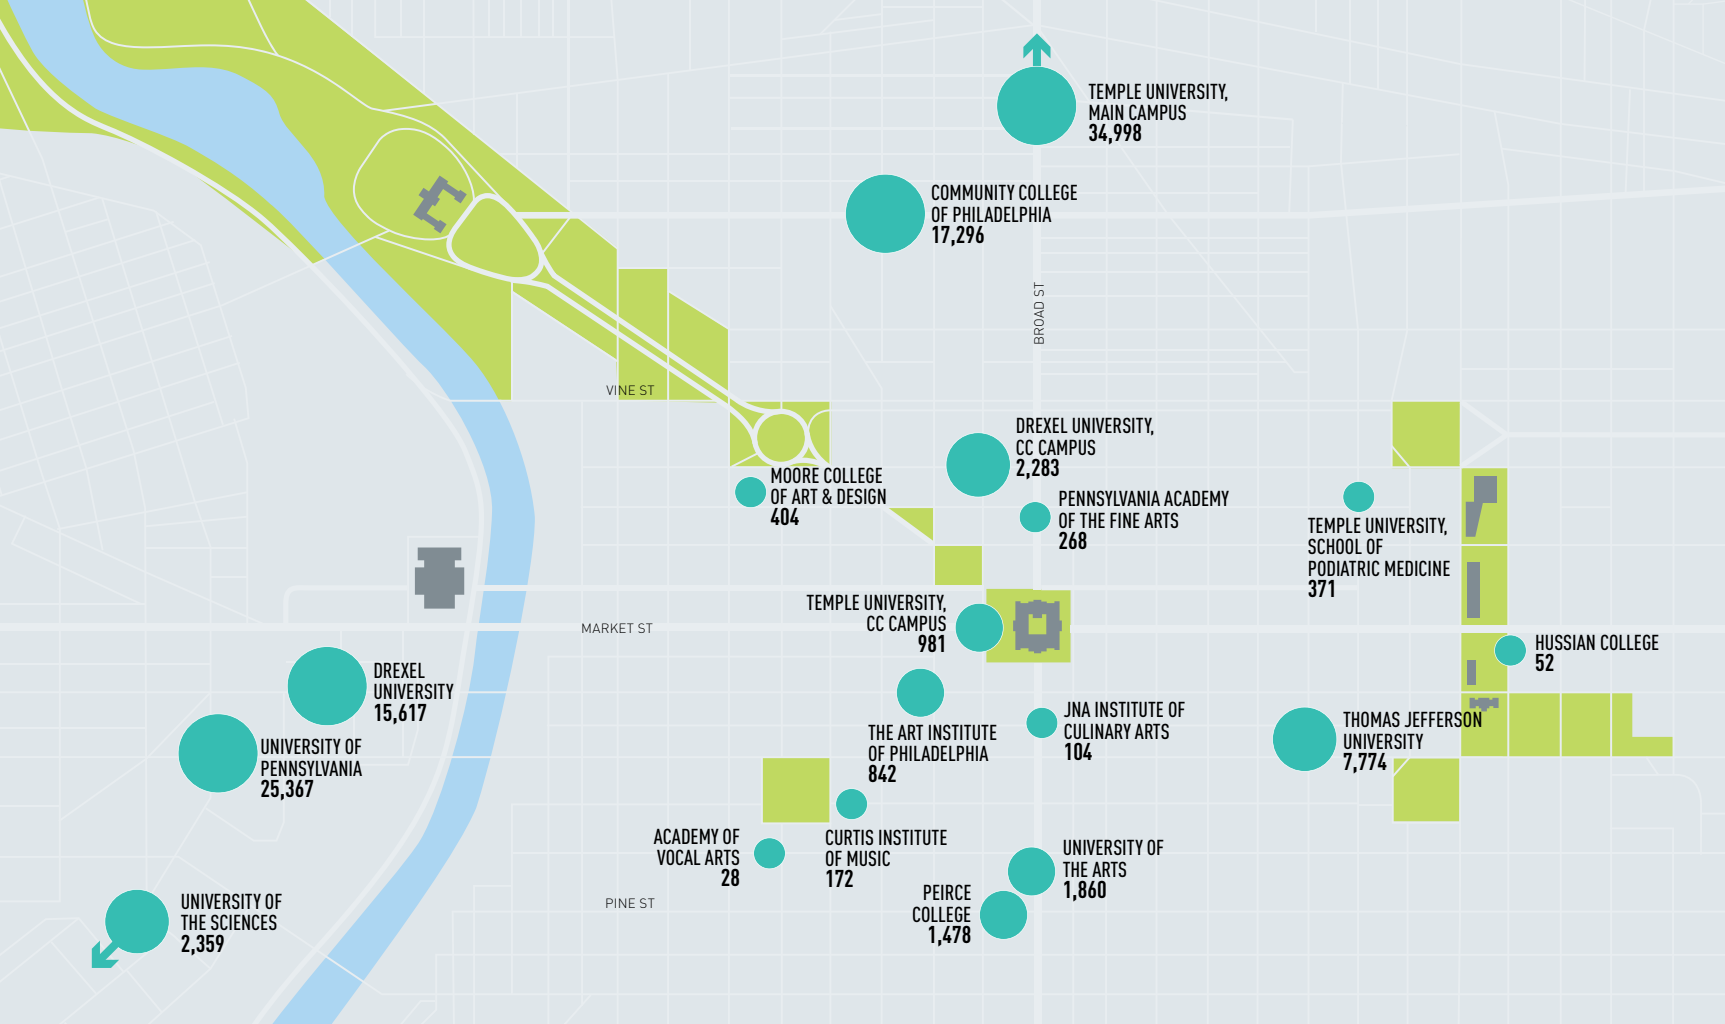 TEMPLE UNIVERSITY,
MAIN CAMPUS
34,998
COMMUNITY COLLEGE
OF PHILADELPHIA
17,296
BROAD ST
VINE ST
DREXEL UNIVERSITY,
CC CAMPUS
2,283
MOORE COLLEGE
OF ART & DESIGN
404
PENNSYLVANIA ACADEMY
OF THE FINE ARTS
268
TEMPLE UNIVERSITY,
SCHOOL OF
PODIATRIC MEDICINE
371
TEMPLE UNIVERSITY,
CC CAMPUS
981
MARKET ST
HUSSIAN COLLEGE
52
DREXEL
UNIVERSITY
15,617
UNIVERSITY OF
PENNSYLVANIA
25,367
THE ART INSTITUTE
OF PHILADELPHIA
842
JNA INSTITUTE OF
CULINARY ARTS
104
THOMAS JEFFERSON
UNIVERSITY
7,774
ACADEMY OF
VOCAL ARTS
28
CURTIS INSTITUTE
OF MUSIC
172
UNIVERSITY OF
THE ARTS
1,860
PEIRCE
COLLEGE
1,478
PINE ST
UNIVERSITY OF
THE SCIENCES
2,359